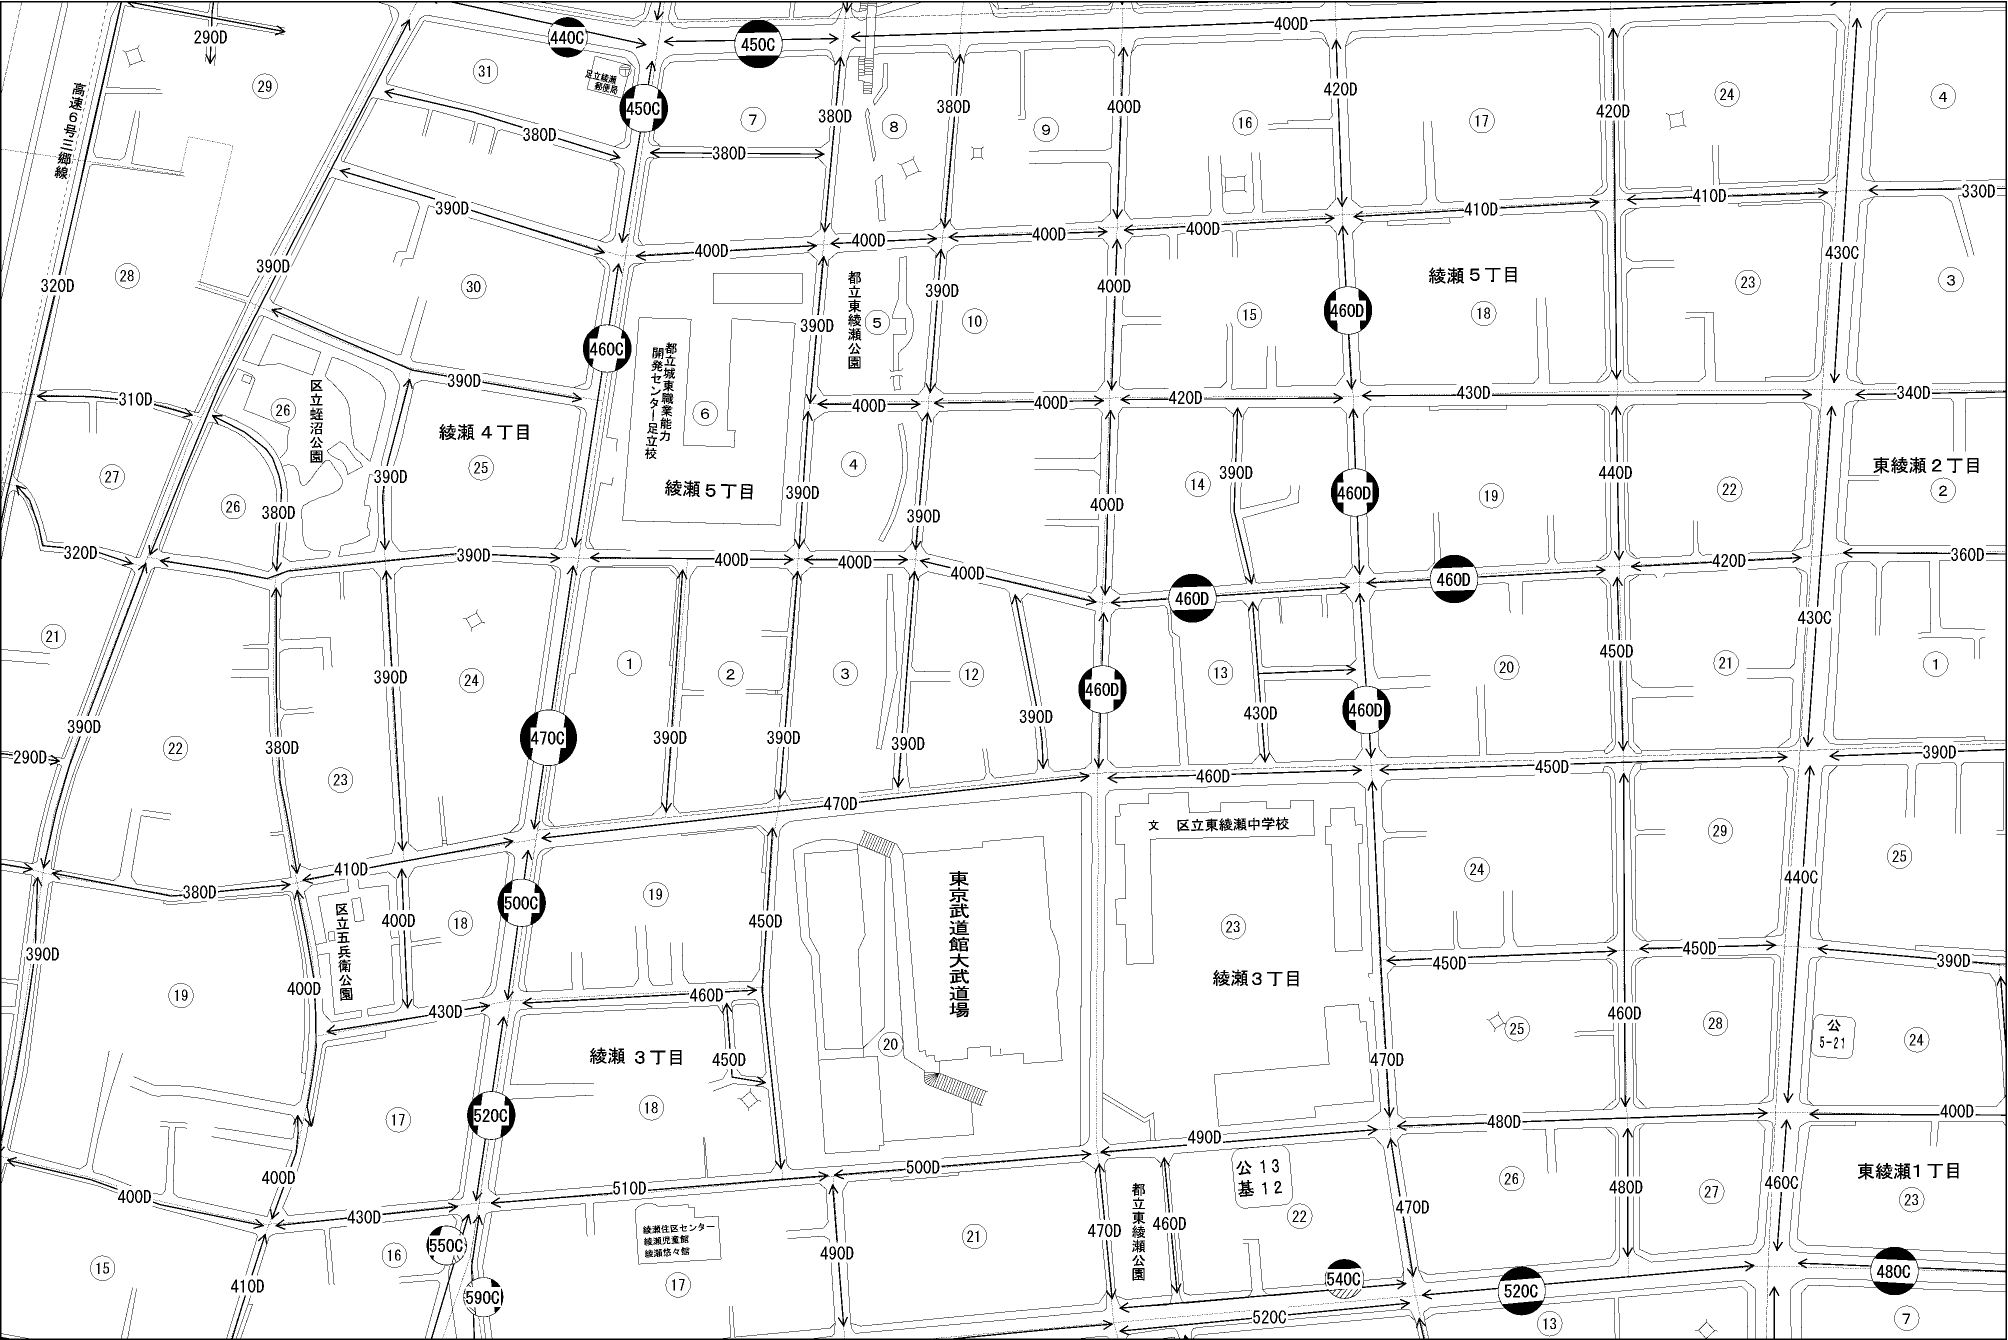 290D
440C
450C
400D
29
31
足立綾瀬
郵便局
450C
7
380D
8
380D
9
400D
16
420D
17
420D
24
4
430C
高速6号三郷線
380D
380D
390D
400D
400D
400D
400D
410D
410D
330D
28
320D
390D
30
390D
390D
都立東綾瀬公園
5
10
400D
15
460D
綾瀬5丁目
18
23
3
460C
都立城東職業能力
開発センター足立校
6
310D
26
区立蛭沼公園
390D
綾瀬4丁目
25
400D
400D
420D
430D
340D
27
26
380D
390D
綾瀬5丁目
4
390D
390D
400D
14
390D
460D
19
440D
22
東綾瀬2丁目
2
320D
390D
400D
400D
400D
460D
460D
420D
360D
21
24
390D
1
2
3
12
13
20
450D
21
430C
1
390D
22
380D
23
470C
390D
390D
390D
390D
460D
430D
460D
290D
470D
460D
450D
390D
380D
410D
500C
19
450D
文 区立東綾瀬中学校
24
29
440C
25
390D
19
400D
区立五兵衛公園
400D
18
430D
460D
東京武道館大武道場
23
綾瀬3丁目
450D
450D
390D
綾瀬 3丁目
450D
20
470D
25
460D
28
公
5-21
24
17
520C
18
490D
480D
400D
400D
400D
430D
510D
500D
公 13
基 12
22
470D
26
480D
27
460C
東綾瀬1丁目
23
15
410D
16
550C
590C
綾瀬住区センター
綾瀬児童館
綾瀬悠々館
17
490D
21
470D
都立東綾瀬公園
460D
540C
520C
520C
480C
13
7